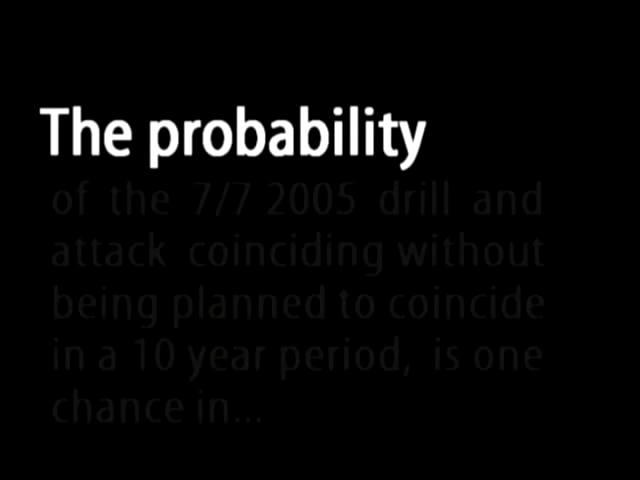 The probability
of the 7/7 2005 drill and
attack coinciding without
being planned to coincide
in a 10 year period, is one
chance in...